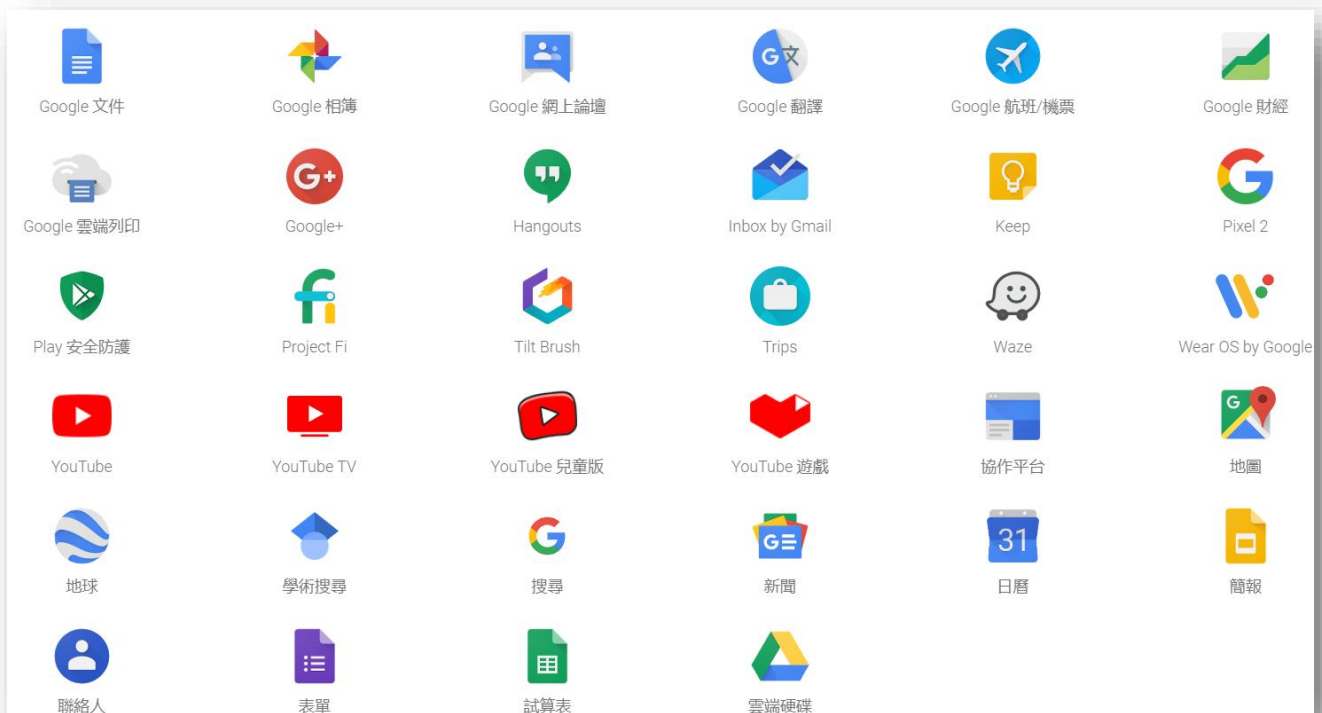 Google 文件
Google 相簿
Google 網上論壇
G文
Google 翻譯
Google 航班/機票
Google 財經
Google 雲端列印
G+
Google+
Hangouts
Inbox by Gmail
Keep
G
Pixel 2
Play 安全防護
fi
Project Fi
Tilt Brush
Trips
Waze
Wear OS by Google
YouTube
YouTube TV
YouTube 兒童版
YouTube 遊戲
協作平台
G
地圖
地球
學術搜尋
G
搜尋
G
新聞
31
日曆
簡報
聯絡人
表單
試算表
雲端硬碟